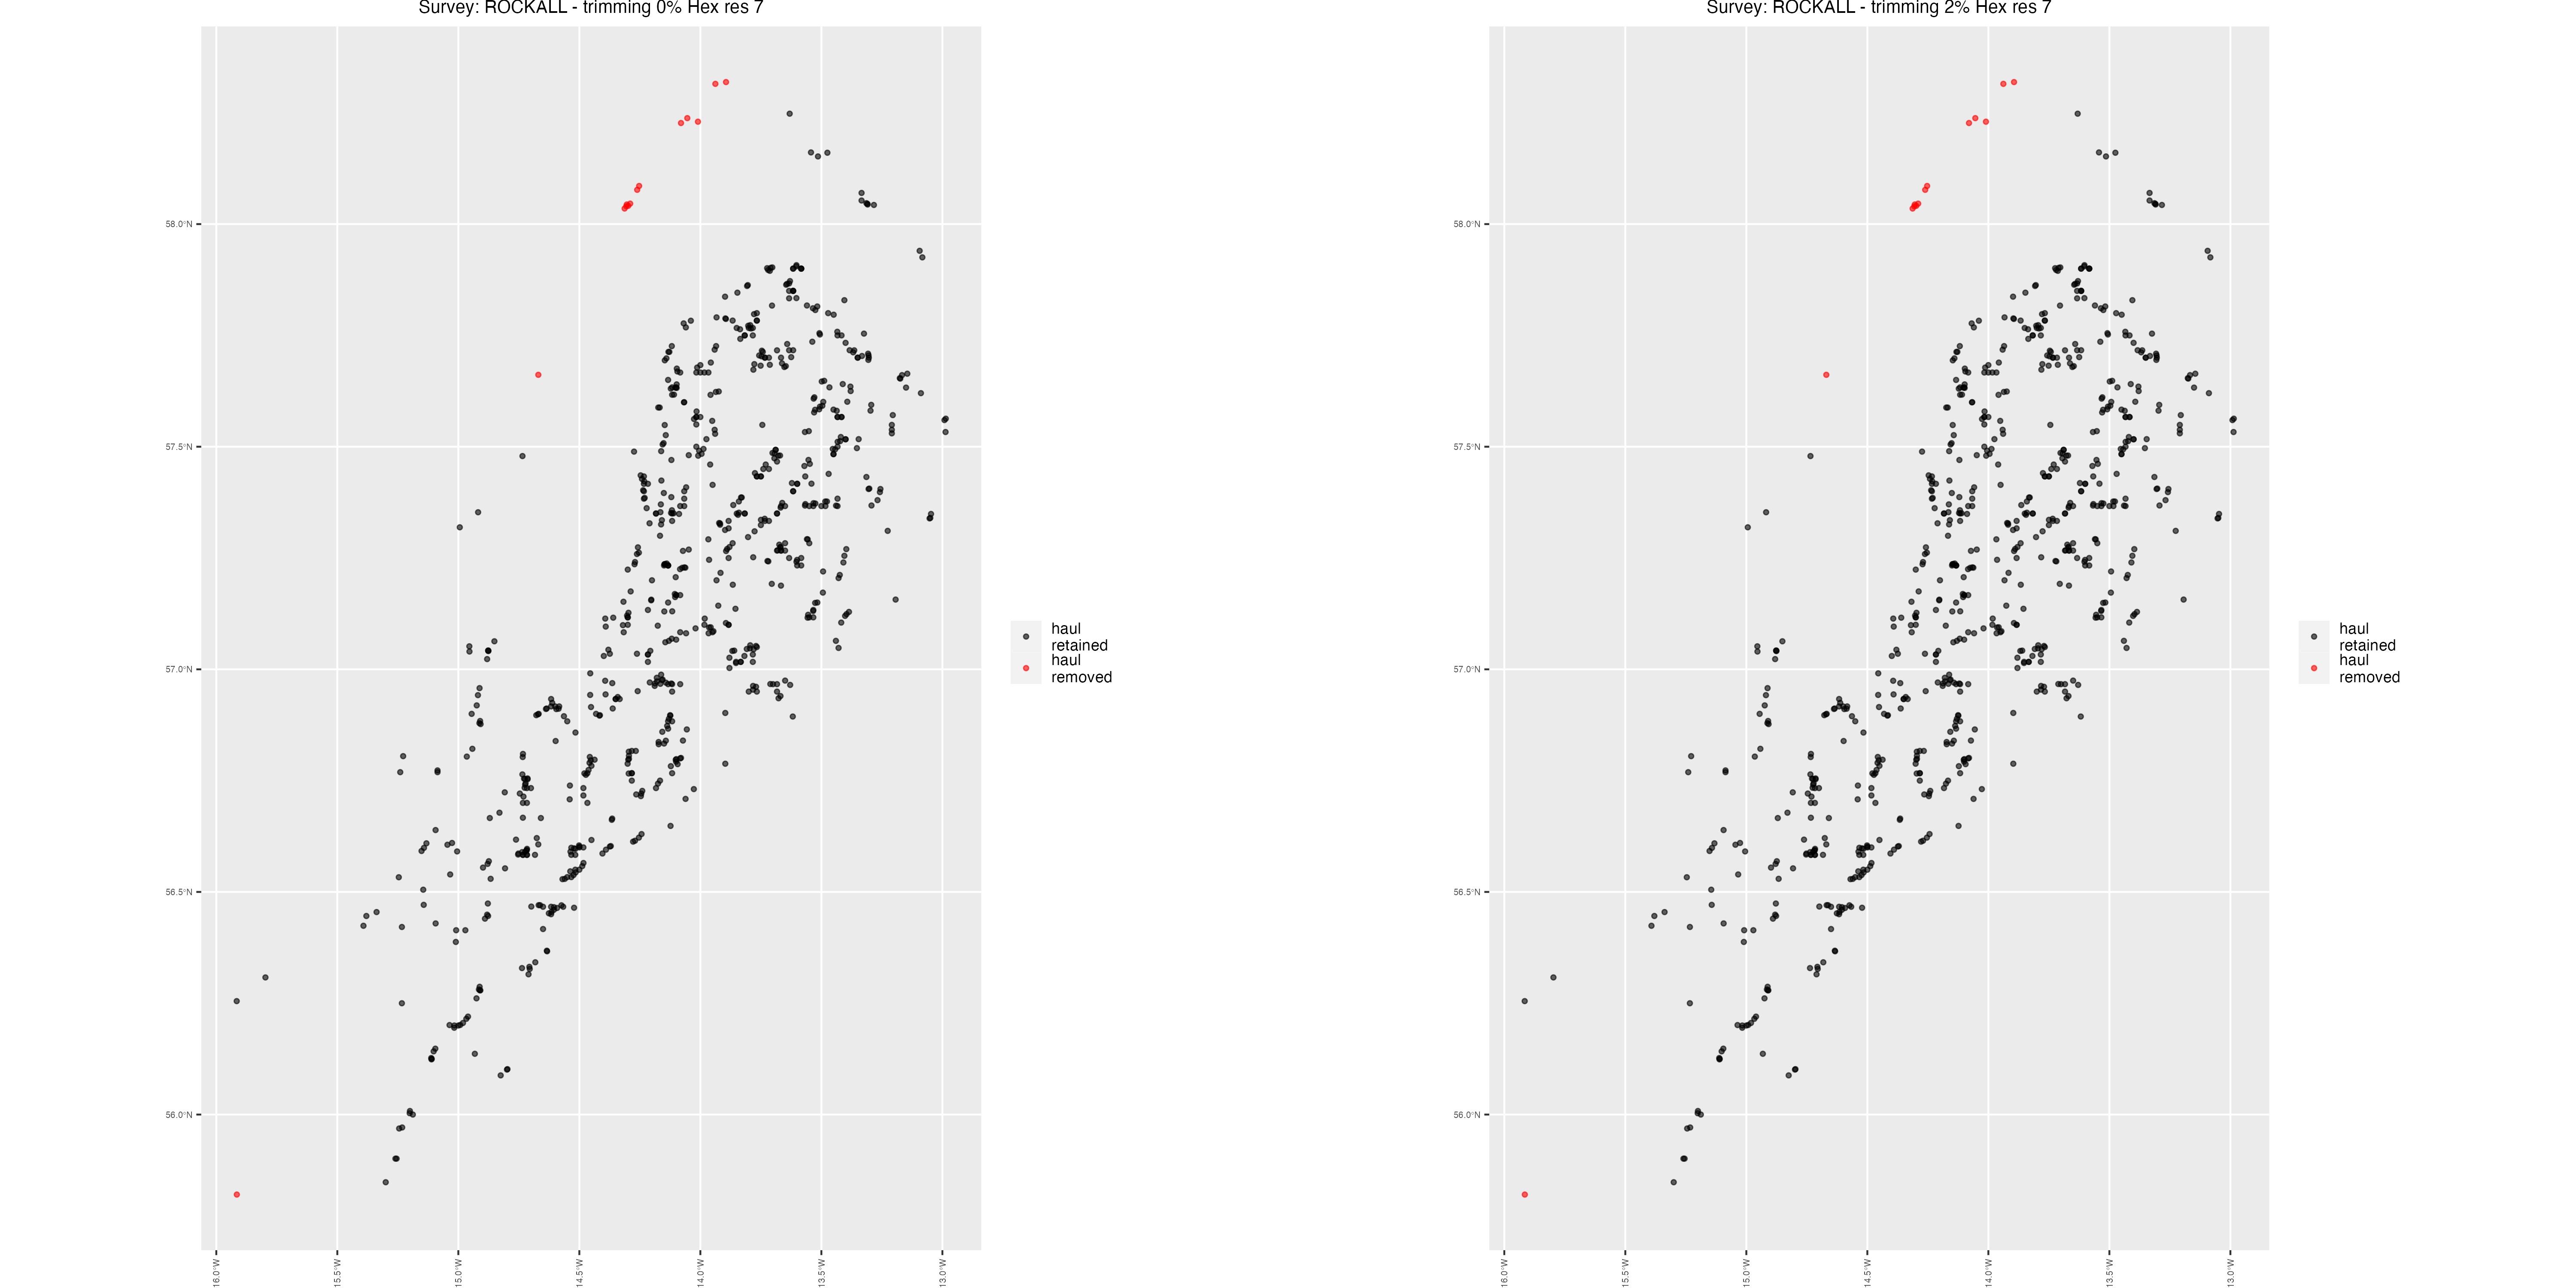 Survey: ROCKALL - trimming 0% Hex res 7
58.0°N
57.5°N
57.0°N
56.5°N
56.0°N
16.0°W
15.5°W
15.0°W
14.5°W
14.0°W
13.5°W
13.0°W
haul
retained
haul
removed
Survey: ROCKALL - trimming 2% Hex res 7
58.0°N
57.5°N
57.0°N
56.5°N
56.0°N
16.0°W
15.5°W
15.0°W
14.5°W
14.0°W
13.5°W
13.0°W
haul
retained
haul
removed